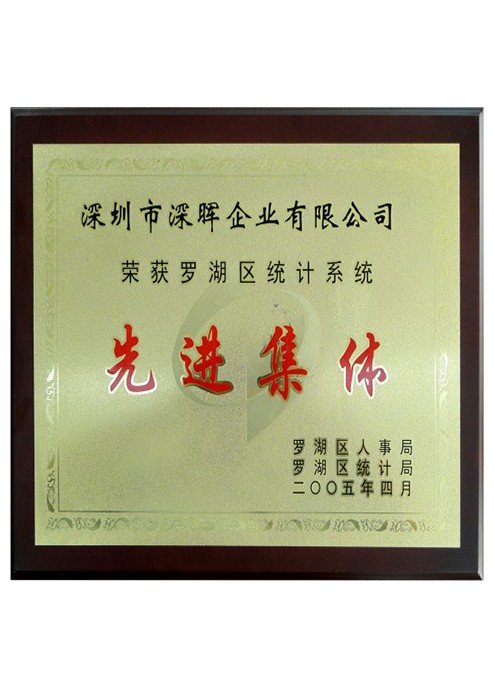 深圳市深晖企业有限公司
荣获罗湖区统计系统
先进集体
罗湖区人事局
罗湖区统计局
二〇〇五年四月